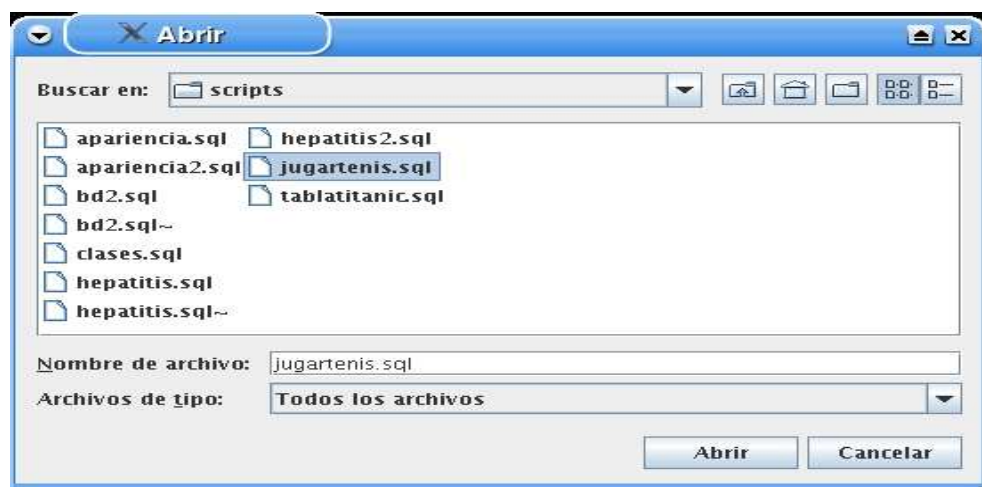 Abrir
Buscar en: scripts
apariencia.sql hepatitis2.sql
apariencia2.sql jugartenis.sql
bd2.sql tablatitanic.sql
bd2.sql~
clases.sql
hepatitis.sql
hepatitis.sql~
Nombre de archivo: jugartenis.sql
Archivos de tipo: Todos los archivos
Abrir Cancelar